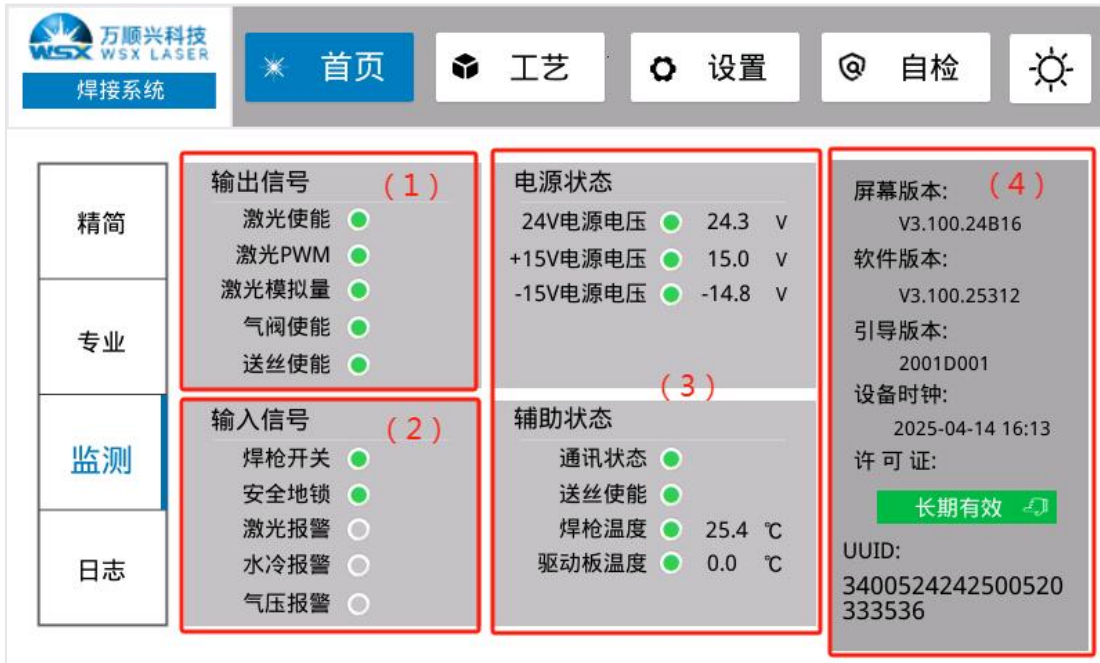 万顺兴科技
WSX WSX LASER
焊接系统
首页 工艺 设置 自检
精简
专业
监测
日志
输出信号 (1)
激光使能
激光PWM
激光模拟量
气阀使能
送丝使能
输入信号 (2)
焊枪开关
安全地锁
激光报警
水冷报警
气压报警
电源状态
24V电源电压 24.3 V
+15V电源电压 15.0 V
-15V电源电压 -14.8 V
(3)
辅助状态
通讯状态
送丝使能
焊枪温度 25.4 ℃
驱动板温度 0.0 ℃
(4)
屏幕版本:
V3.100.24B16
软件版本:
V3.100.25312
引导版本:
2001D001
设备时钟:
2025-04-14 16:13
许 可 证:
长期有效
UUID:
3400524242500520
333536